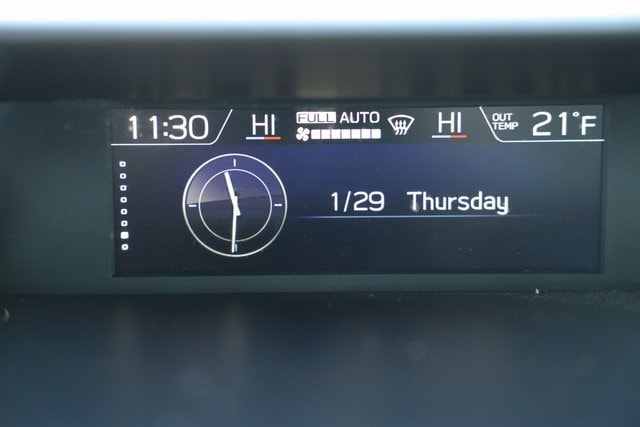 11:30 HI FULL AUTO HI OUT TEMP 21°F
1/29 Thursday